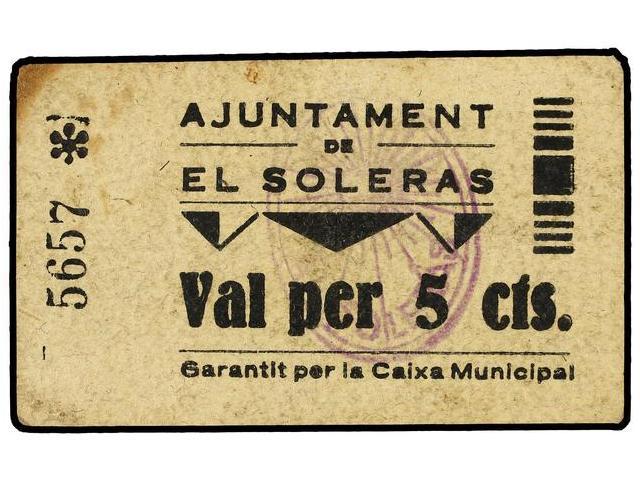 AJUNTAMENT
DE
EL SOLERAS
Val per 5 cts.
Garantit per la Caixa Municipal
5657